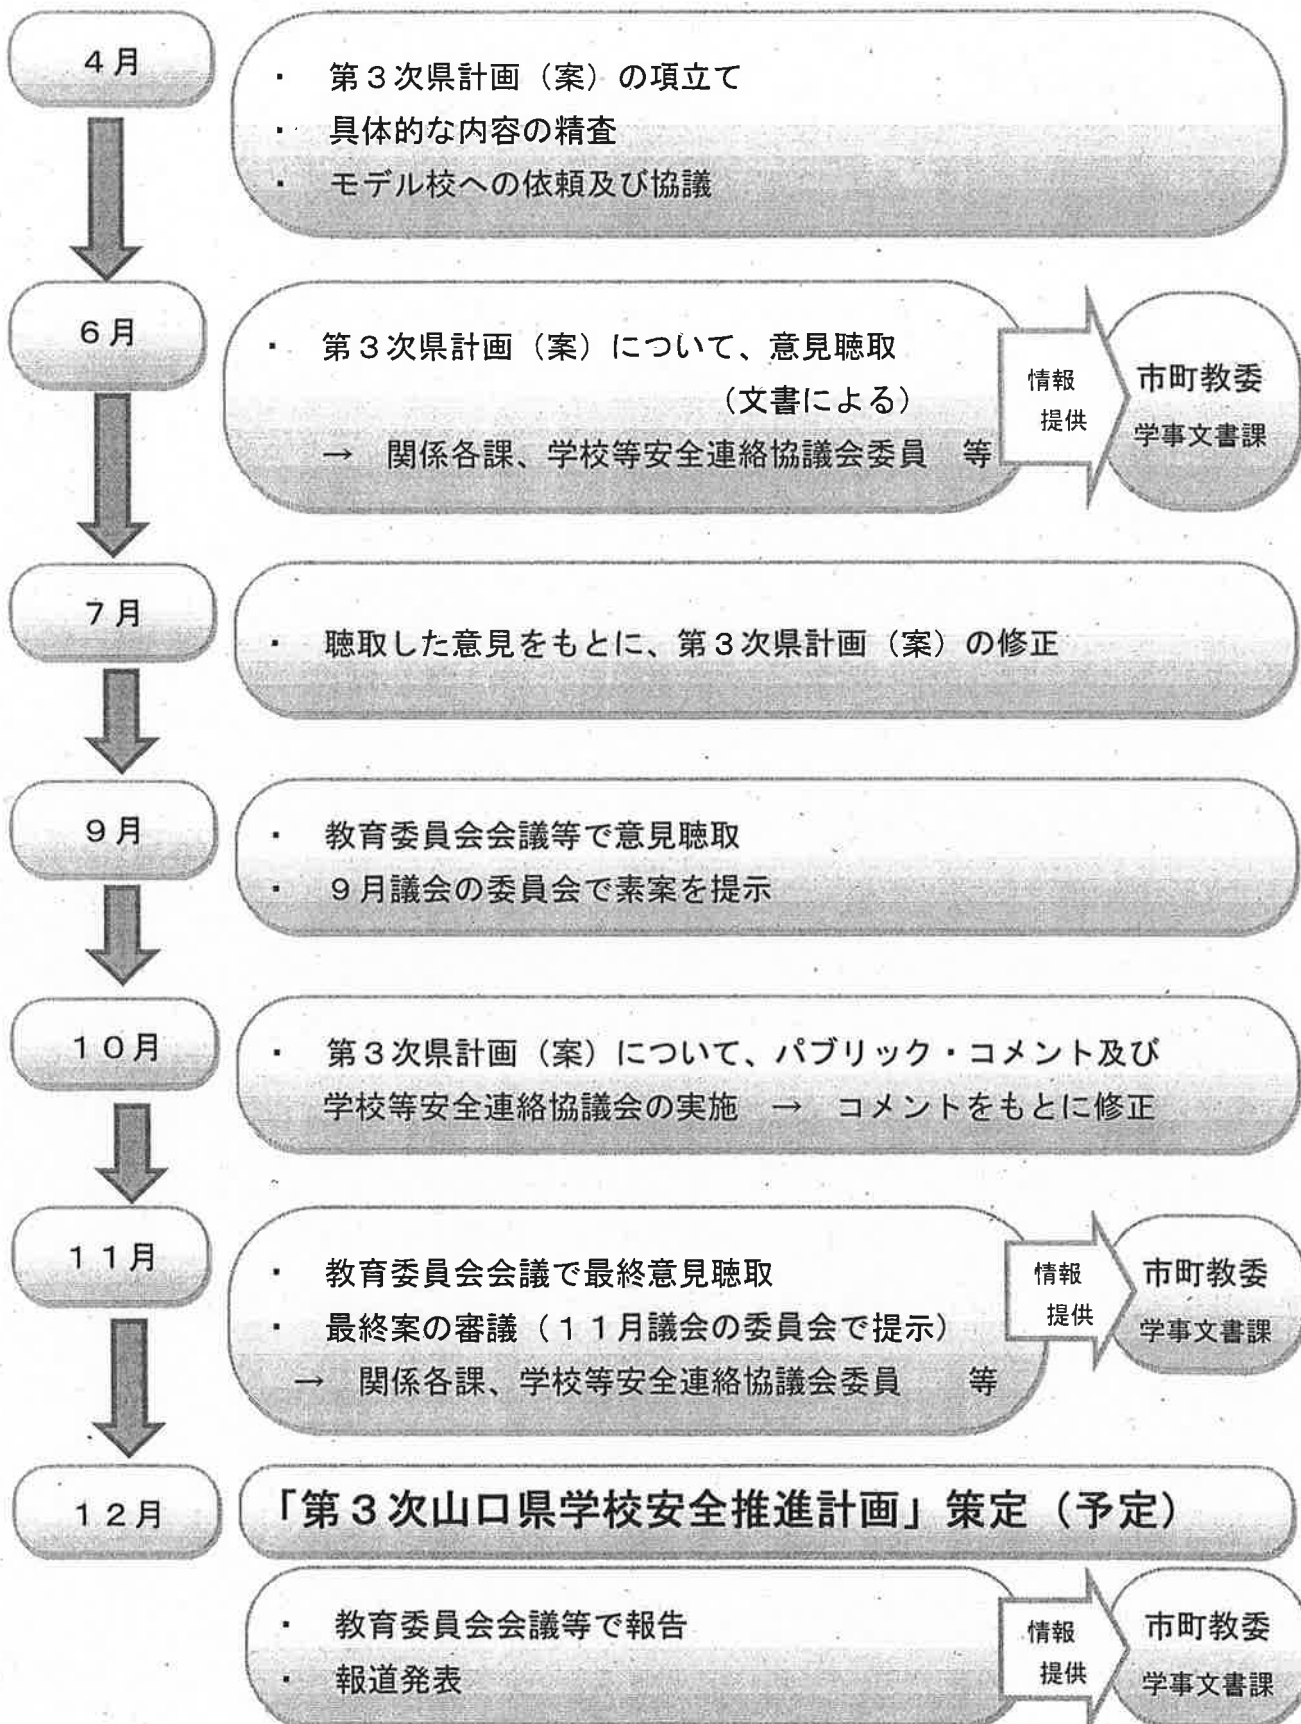 4月
・ 第3次県計画（案）の項立て
・ 具体的な内容の精査
・ モデル校への依頼及び協議
6月
・ 第3次県計画（案）について、意見聴取
（文書による）
→ 関係各課、学校等安全連絡協議会委員 等
情報
提供
市町教委
学事文書課
7月
・ 聴取した意見をもとに、第3次県計画（案）の修正
9月
・ 教育委員会会議等で意見聴取
・ 9月議会の委員会で素案を提示
10月
・ 第3次県計画（案）について、パブリック・コメント及び
学校等安全連絡協議会の実施 → コメントをもとに修正
11月
・ 教育委員会会議で最終意見聴取
・ 最終案の審議（11月議会の委員会で提示）
→ 関係各課、学校等安全連絡協議会委員 等
情報
提供
市町教委
学事文書課
12月
「第3次山口県学校安全推進計画」策定（予定）
・ 教育委員会会議等で報告
・ 報道発表
情報
提供
市町教委
学事文書課